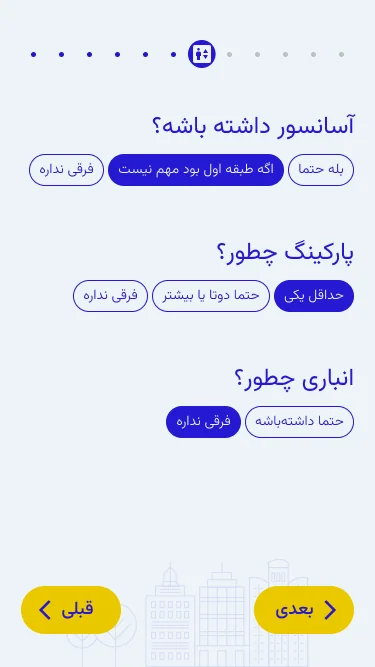 آسانسور داشته باشه؟
بله حتما اگه طبقه اول بود مهم نیست فرقی نداره
پارکینگ چطور؟
حداقل یکی حتما دوتا یا بیشتر فرقی نداره
انباری چطور؟
حتما داشته‌باشه فرقی نداره
بعدی قبلی